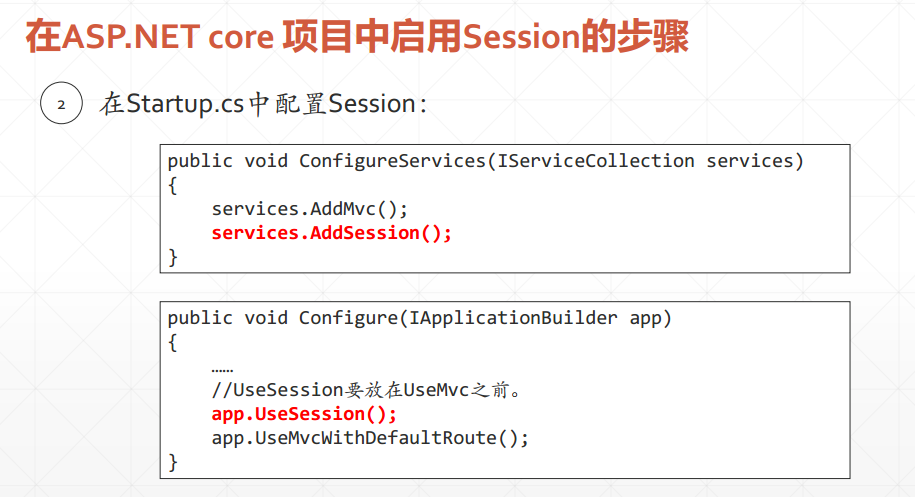 在ASP.NET core 项目中启用Session的步骤
2 在Startup.cs中配置Session：
public void ConfigureServices(IServiceCollection services)
{
services.AddMvc();
services.AddSession();
}
public void Configure(IApplicationBuilder app)
{
……
//UseSession要放在UseMvc之前。
app.UseSession();
app.UseMvcWithDefaultRoute();
}